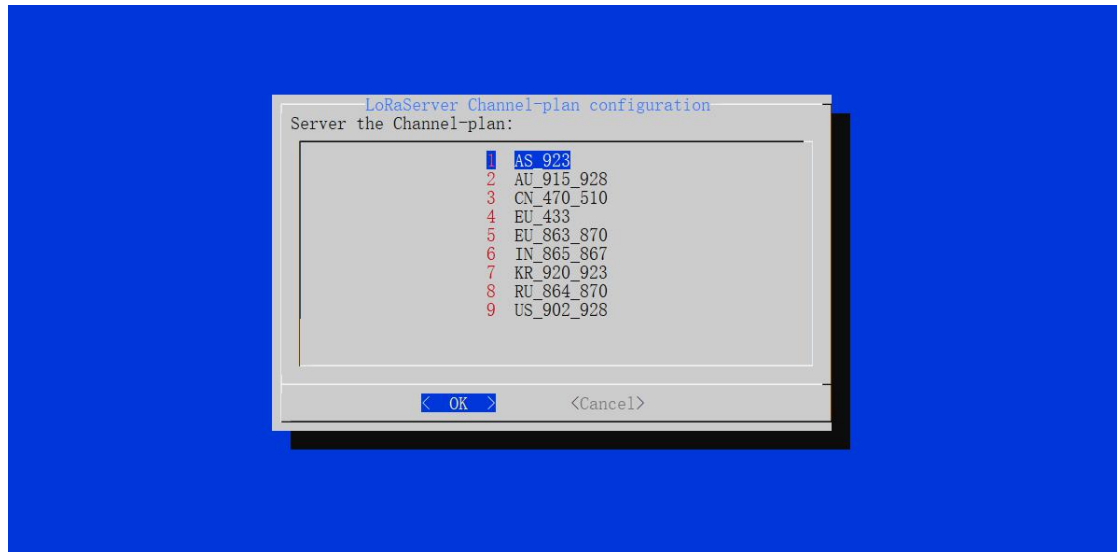 LoRaServer Channel-plan configuration
Server the Channel-plan:
1 AS_923
2 AU_915_928
3 CN_470_510
4 EU_433
5 EU_863_870
6 IN_865_867
7 KR_920_923
8 RU_864_870
9 US_902_928
< OK > <Cancel>